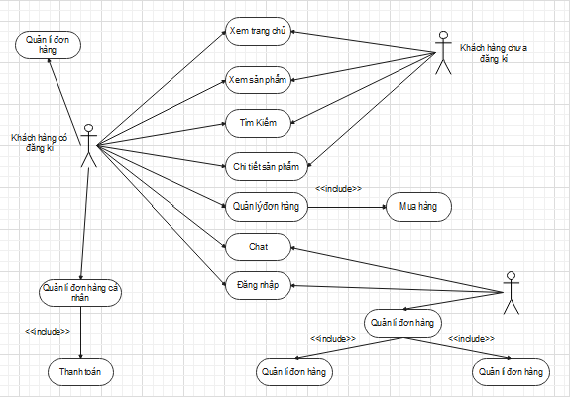 Xem trang chủ
Quản lí đơn
hàng
Khách hàng chưa
đăng kí
Xem sản phẩm
Tìm Kiếm
Khách hàng có
đăng kí
Chi tiết sản phẩm
<<include>>
Quản lý đơn hàng
Mua hàng
Chat
Đăng nhập
Quản lí đơn hàng cá
nhân
Quản lí đơn hàng
<<include>>
<<include>>
<<include>>
Thanh toán
Quản lí đơn hàng
Quản lí đơn hàng